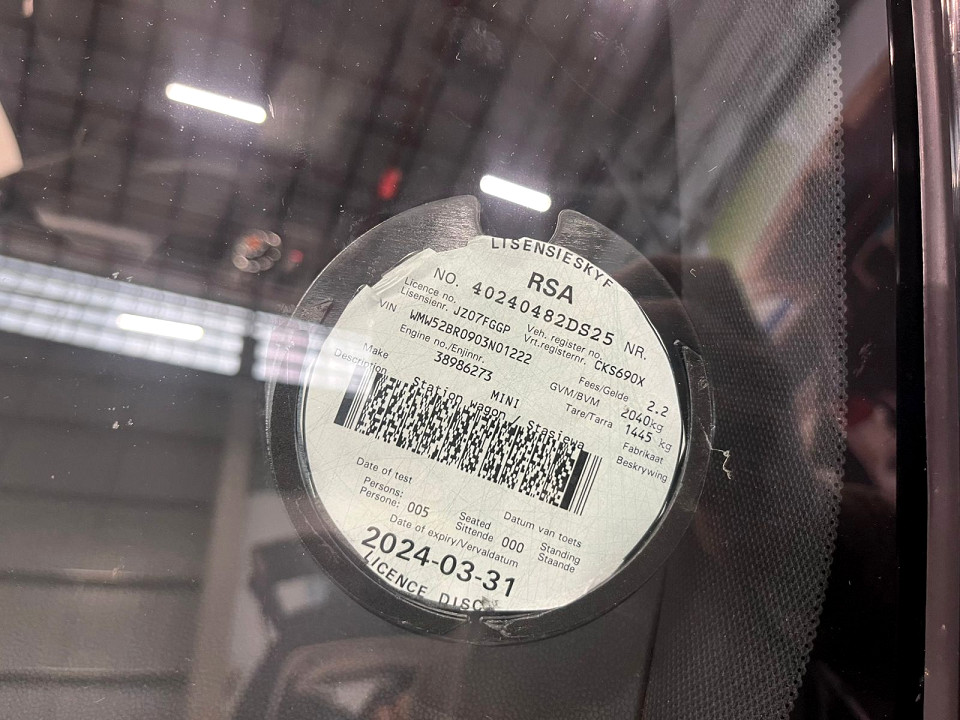 LISENSIESKYF
RSA
NO. 40240482DS25 NR.
Licence no. Lisensienr. JZ07FGGP Veh. register no. Vrt.registernr. CKS690X
VIN WMW52BR0903N01222 Fees/Gelde 2.2
Engine no./Enjinnr. 38986273 GVM/BVM 2040kg
Tare/Tarra 1445 kg
Make MINI Fabrikaat
Description Station wagon / Stasiewa Beskrywing
Date of test Datum van toets
Persons: Persone: 005 Seated Sittende 000 Standing Staande
Date of expiry/Vervaldatum
2024-03-31
LICENCE DISC